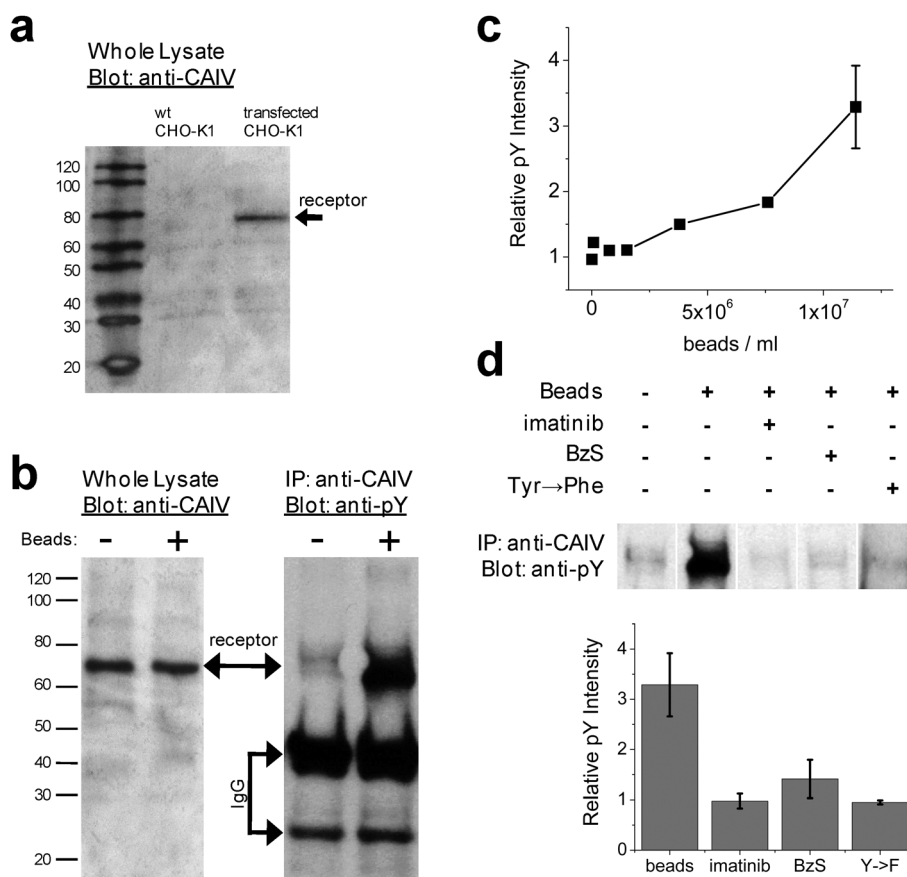 a
Whole Lysate
Blot: anti-CAIV
wt
CHO-K1
transfected
CHO-K1
120
100
80
60
50
40
30
20
receptor
b
Whole Lysate
Blot: anti-CAIV
IP: anti-CAIV
Blot: anti-pY
Beads: - + - +
120
100
80
60
50
40
30
20
receptor
IgG
c
Relative pY Intensity
4
3
2
1
0 5x10⁶ 1x10⁷
beads / ml
d
Beads - + + + +
imatinib - - + - -
BzS - - - + -
Tyr→Phe - - - - +
IP: anti-CAIV
Blot: anti-pY
Relative pY Intensity
4
3
2
1
0
beads imatinib BzS Y->F